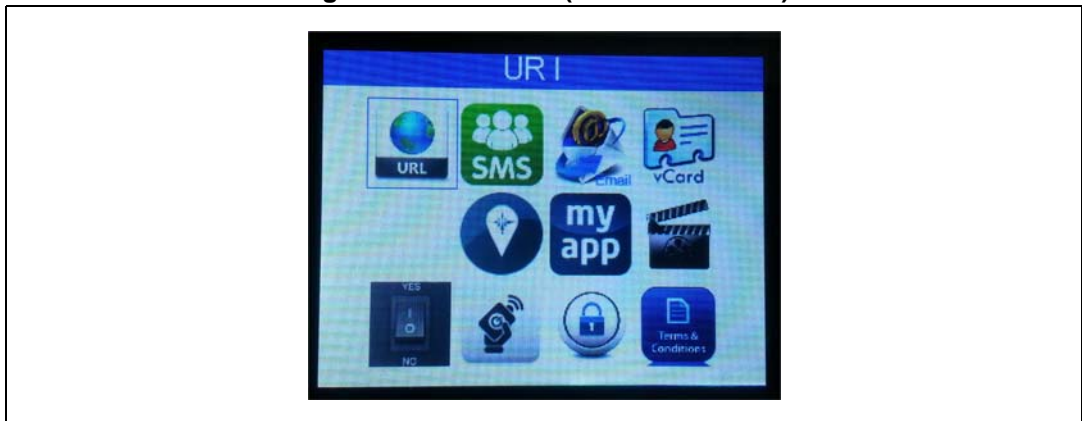 UR I
URL
SMS
@
Email
vCard
my
app
YES
I
O
NO
Terms &
Conditions